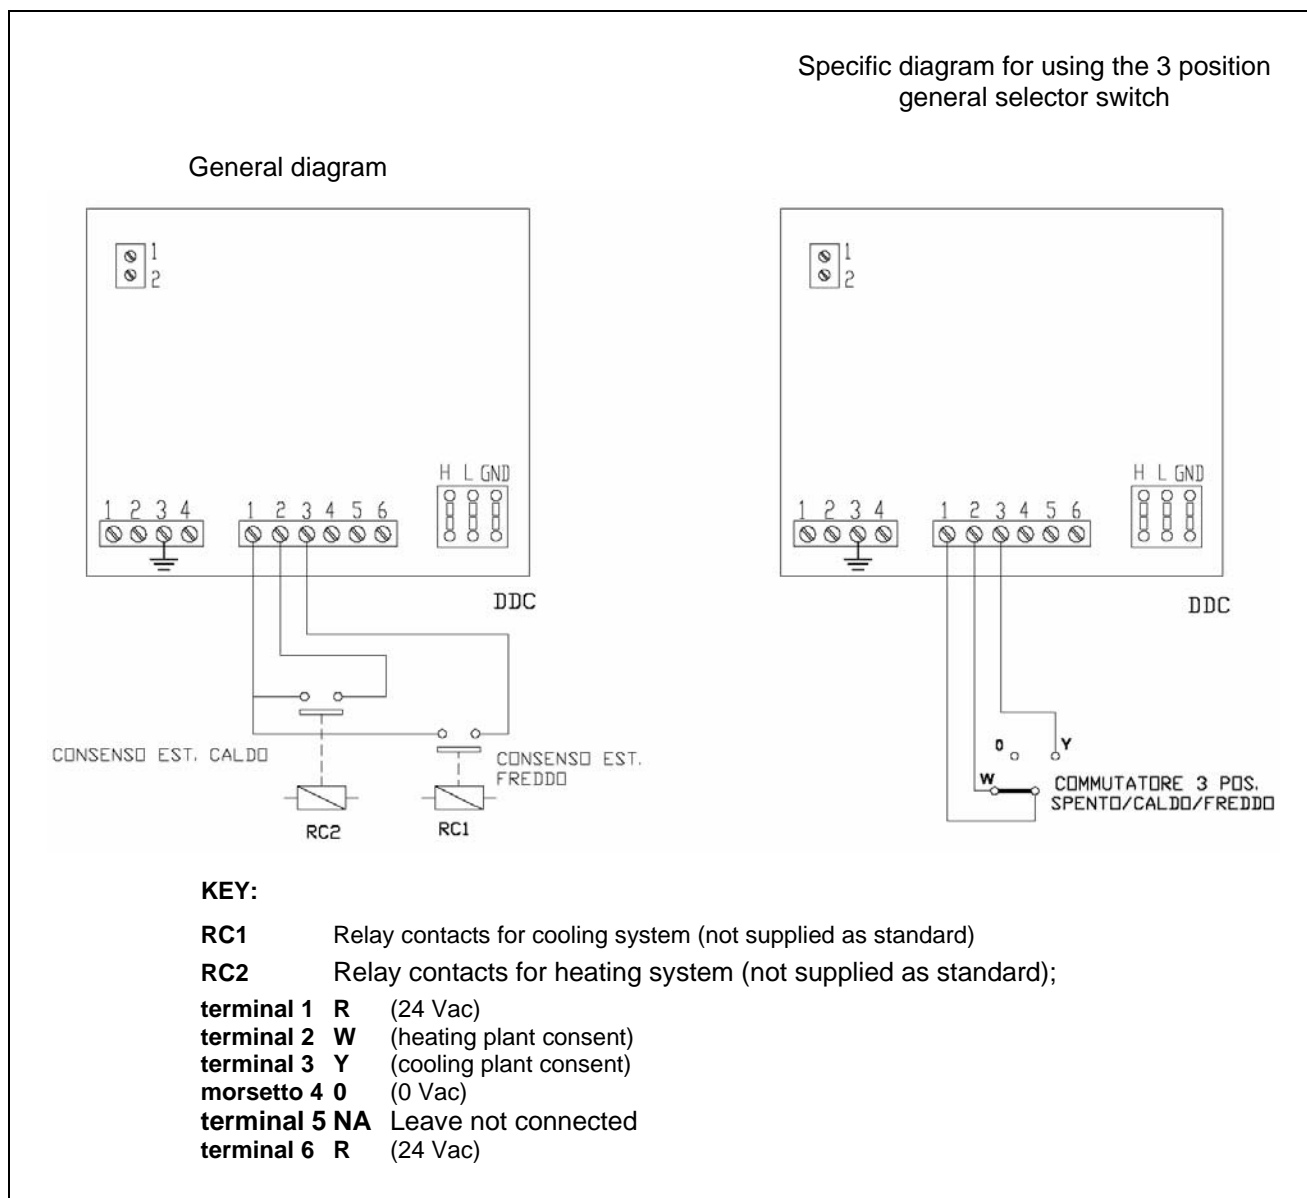 Specific diagram for using the 3 position
general selector switch
General diagram
1
2
H L GND
1 2 3 4
1 2 3 4 5 6
DDC
CONSENSO EST. CALDO
CONSENSO EST.
FREDDO
RC2
RC1
1
2
H L GND
1 2 3 4
1 2 3 4 5 6
DDC
0
Y
W
COMMUTATORE 3 POS.
SPENTO/CALDO/FREDDO
KEY:
RC1 Relay contacts for cooling system (not supplied as standard)
RC2 Relay contacts for heating system (not supplied as standard);
terminal 1 R (24 Vac)
terminal 2 W (heating plant consent)
terminal 3 Y (cooling plant consent)
morsetto 4 0 (0 Vac)
terminal 5 NA Leave not connected
terminal 6 R (24 Vac)